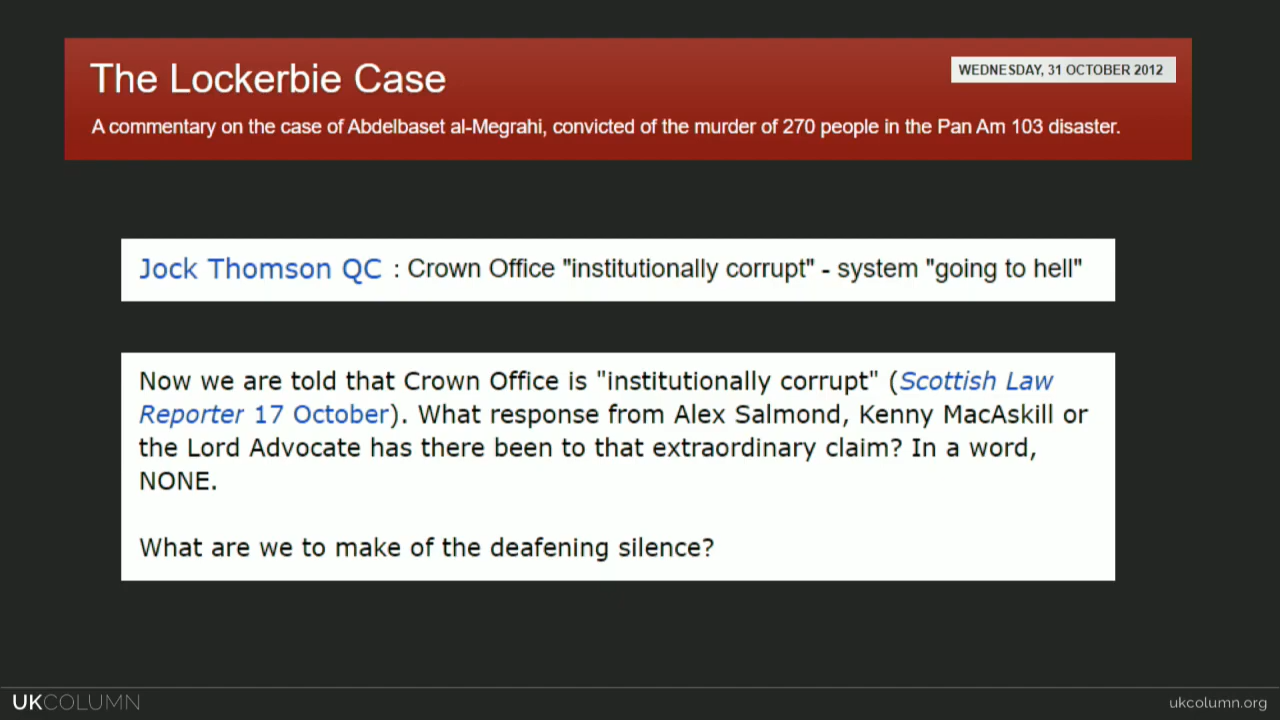 The Lockerbie Case
WEDNESDAY, 31 OCTOBER 2012
A commentary on the case of Abdelbaset al-Megrahi, convicted of the murder of 270 people in the Pan Am 103 disaster.
Jock Thomson QC : Crown Office "institutionally corrupt" - system "going to hell"
Now we are told that Crown Office is "institutionally corrupt" (Scottish Law
Reporter 17 October). What response from Alex Salmond, Kenny MacAskill or
the Lord Advocate has there been to that extraordinary claim? In a word,
NONE.
What are we to make of the deafening silence?
UKCOLUMN
ukcolumn.org